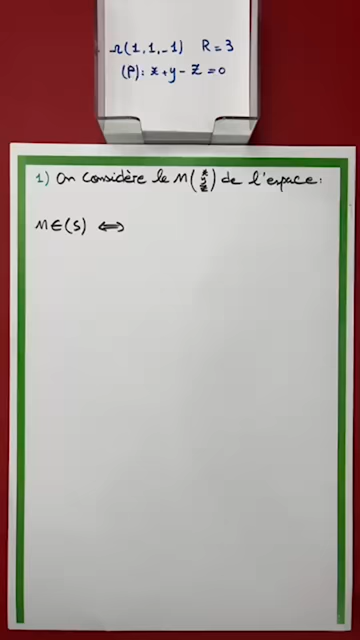 Ω(1,1,-1) R=3
(P): x+y-z=0
1) On considère le M(x y z) de l'espace:
M∈(S) ⟺